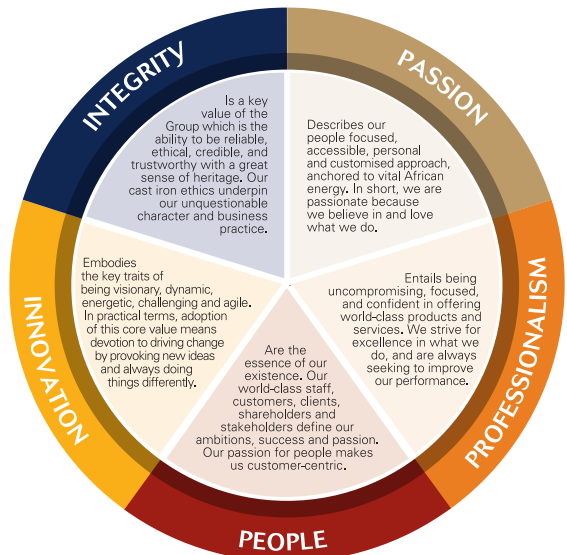 INTEGRITY
Is a key
value of the
Group which is the
ability to be reliable,
ethical, credible, and
trustworthy with a great
sense of heritage. Our
cast iron ethics underpin
our unquestionable
character and business
practice.
PASSION
Describes our
people focused,
accessible, personal
and customised approach,
anchored to vital African
energy. In short, we are
passionate because
we believe in and love
what we do.
PROFESSIONALISM
Entails being
uncompromising, focused,
and confident in offering
world-class products and
services. We strive for
excellence in what we
do, and are always
seeking to improve
our performance.
PEOPLE
Are the
essence of our
existence. Our
world-class staff,
customers, clients,
shareholders and
stakeholders define our
ambitions, success and passion.
Our passion for people makes
us customer-centric.
INNOVATION
Embodies
the key traits of
being visionary, dynamic,
energetic, challenging and agile.
In practical terms, adoption
of this core value means
devotion to driving change
by provoking new ideas
and always doing
things differently.